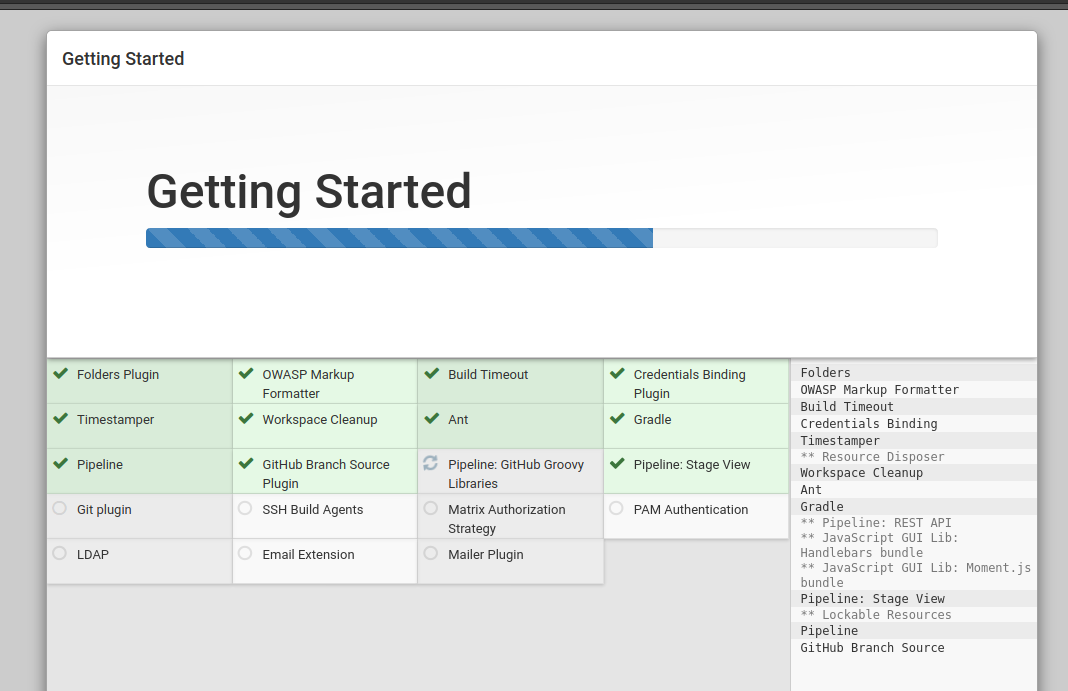 Getting Started
Getting Started
Folders Plugin
OWASP Markup
Formatter
Build Timeout
Credentials Binding
Plugin
Timestamper
Workspace Cleanup
Ant
Gradle
Pipeline
GitHub Branch Source
Plugin
Pipeline: GitHub Groovy
Libraries
Pipeline: Stage View
Git plugin
SSH Build Agents
Matrix Authorization
Strategy
PAM Authentication
LDAP
Email Extension
Mailer Plugin
Folders
OWASP Markup Formatter
Build Timeout
Credentials Binding
Timestamper
** Resource Disposer
Workspace Cleanup
Ant
Gradle
** Pipeline: REST API
** JavaScript GUI Lib:
Handlebars bundle
** JavaScript GUI Lib: Moment.js
bundle
Pipeline: Stage View
** Lockable Resources
Pipeline
GitHub Branch Source